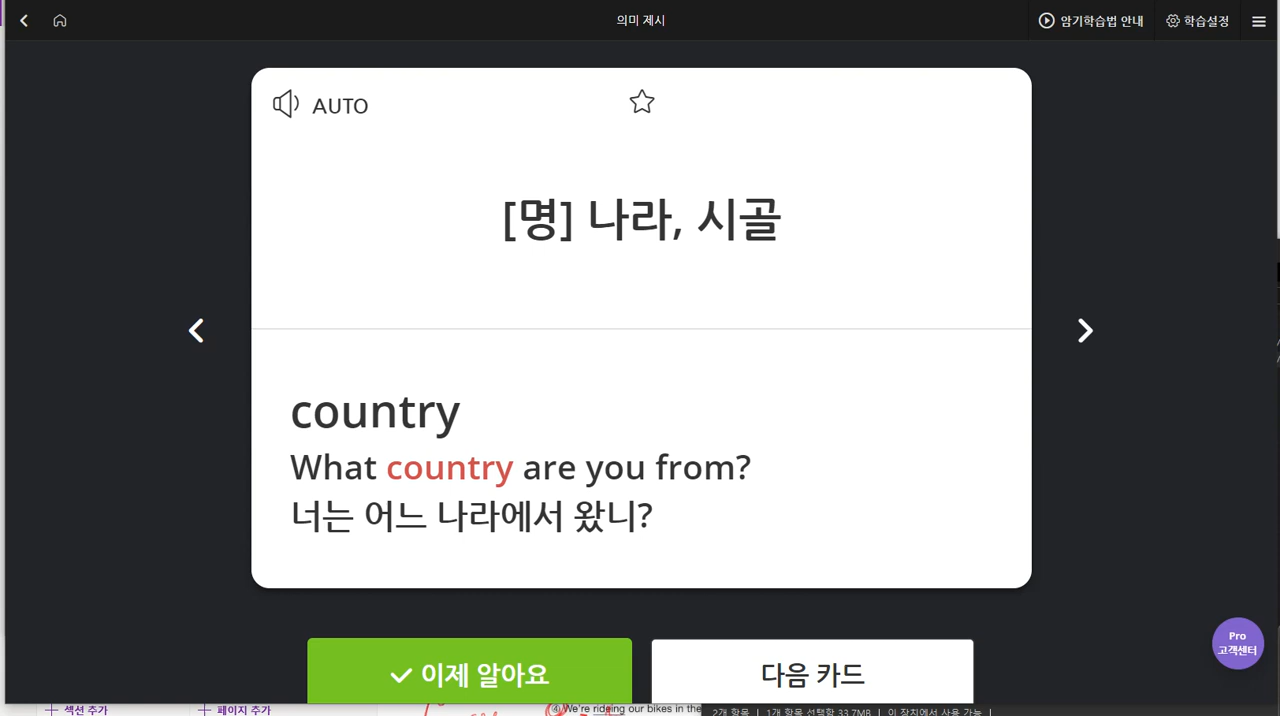 의미 제시
암기학습법 안내
학습설정
AUTO
[명] 나라, 시골
country
What country are you from?
너는 어느 나라에서 왔니?
Pro
고객센터
이제 알아요
다음 카드
섹션 추가
페이지 추가
④ We're riding our bikes in the
2개 항목 | 1개 항목 선택함 33.7MB | 이 장치에서 사용 가능 |